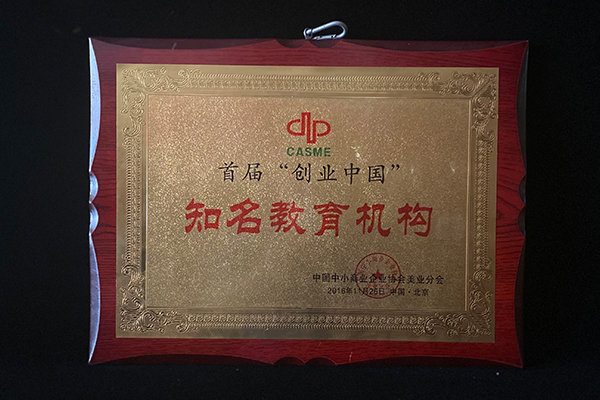 CASME
首届“创业中国”
知名教育机构
中国中小商业企业协会美业分会
2016年11月26日 中国·北京